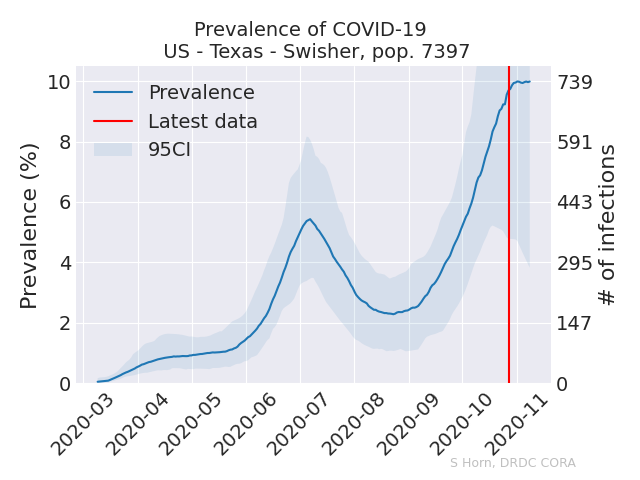 Prevalence of COVID-19
US - Texas - Swisher, pop. 7397
Prevalence
Latest data
95CI
Prevalence (%)
10
8
6
4
2
0
739
591
443
295
147
0
# of infections
2020-03
2020-04
2020-05
2020-06
2020-07
2020-08
2020-09
2020-10
2020-11
S Horn, DRDC CORA